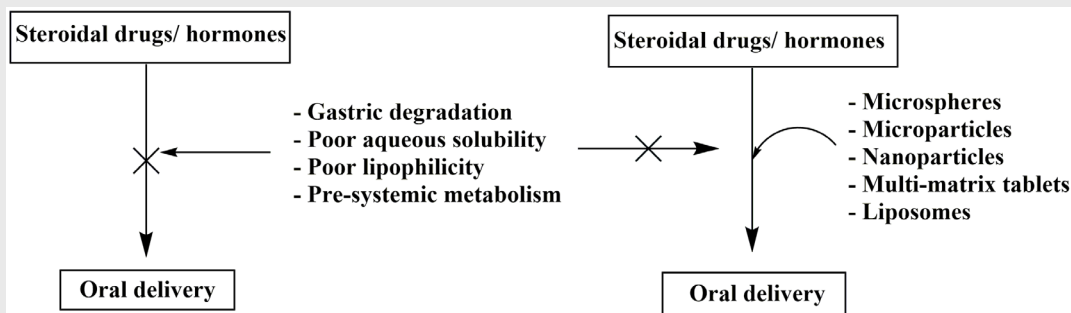 Steroidal drugs/ hormones
- Gastric degradation
- Poor aqueous solubility
- Poor lipophilicity
- Pre-systemic metabolism
Oral delivery
Steroidal drugs/ hormones
- Microspheres
- Microparticles
- Nanoparticles
- Multi-matrix tablets
- Liposomes
Oral delivery